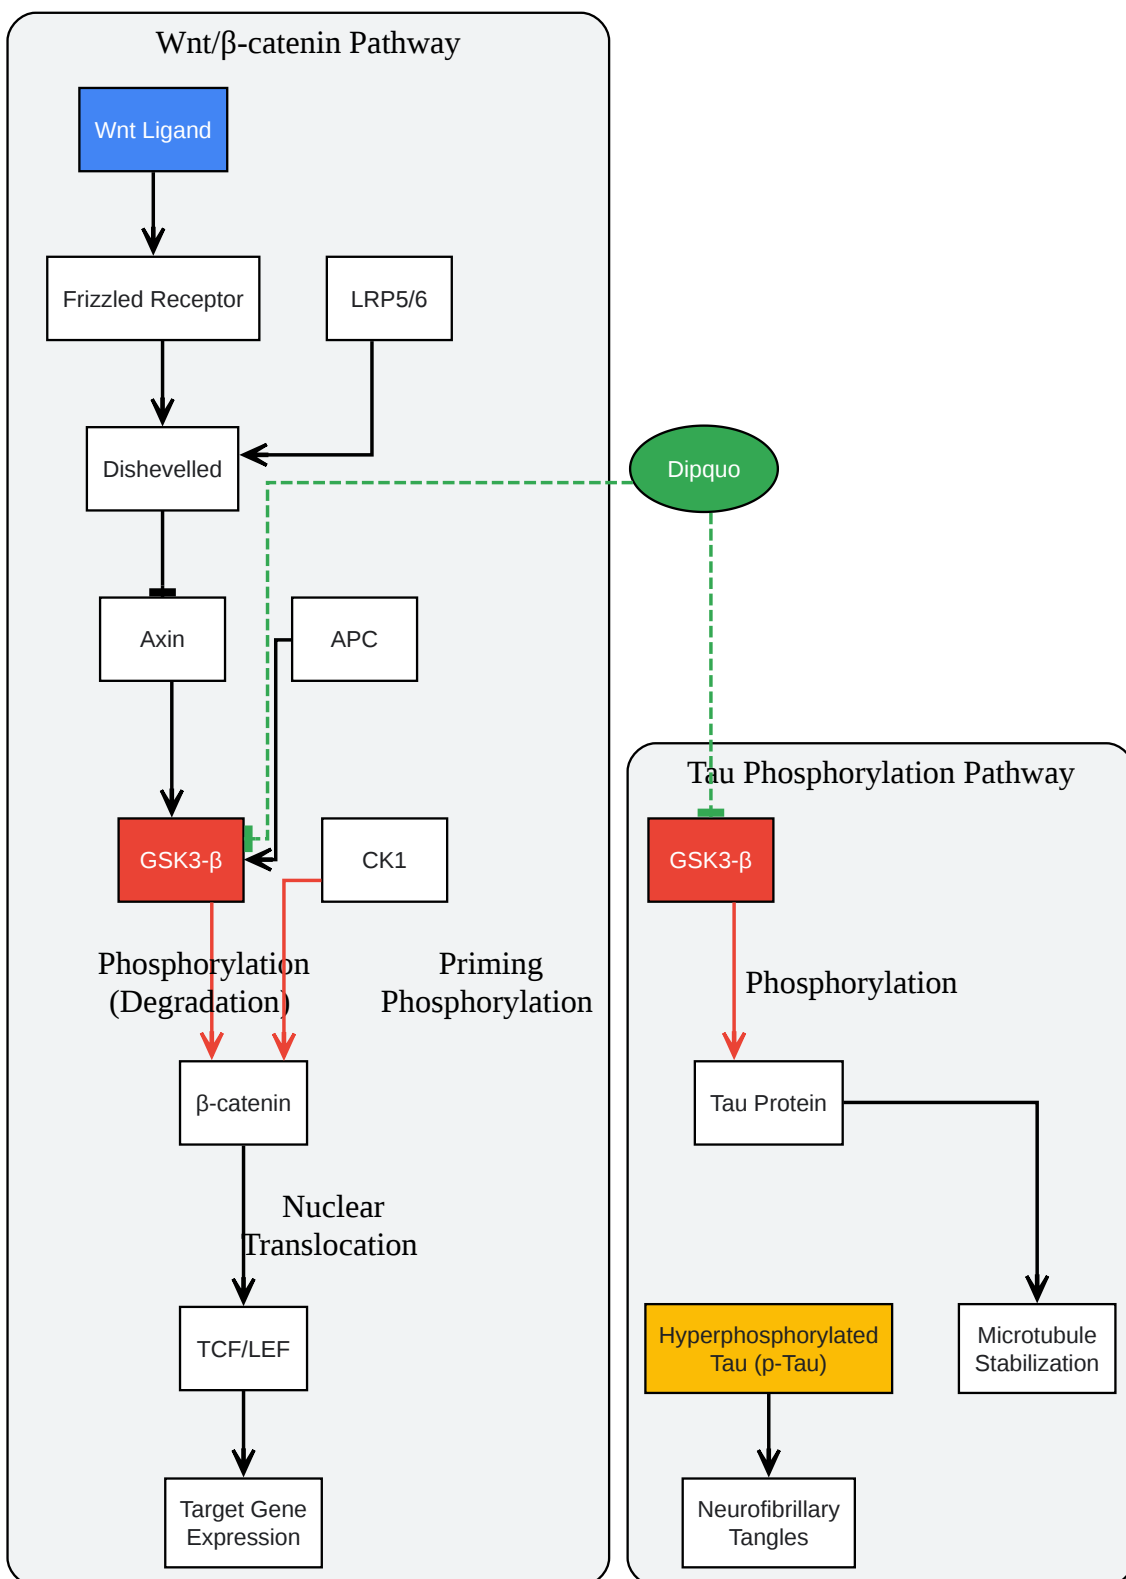 Wnt/β-catenin Pathway
Wnt Ligand
Frizzled Receptor
LRP5/6
Dishevelled
Dipquo
Axin
APC
Tau Phosphorylation Pathway
GSK3-β
CK1
GSK3-β
Phosphorylation
(Degradation)
Priming
Phosphorylation
Phosphorylation
β-catenin
Tau Protein
Nuclear
Translocation
TCF/LEF
Hyperphosphorylated
Tau (p-Tau)
Microtubule
Stabilization
Target Gene
Expression
Neurofibrillary
Tangles